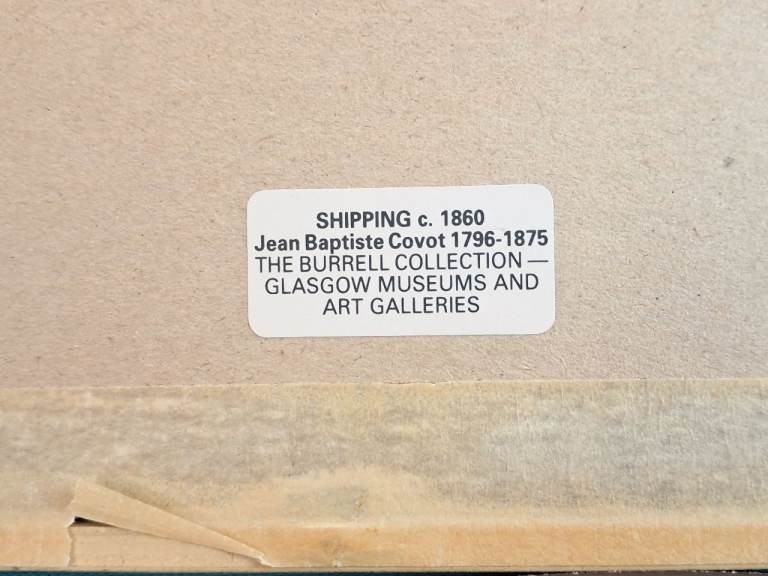 SHIPPING c. 1860
Jean Baptiste Covot 1796-1875
THE BURRELL COLLECTION —
GLASGOW MUSEUMS AND
ART GALLERIES